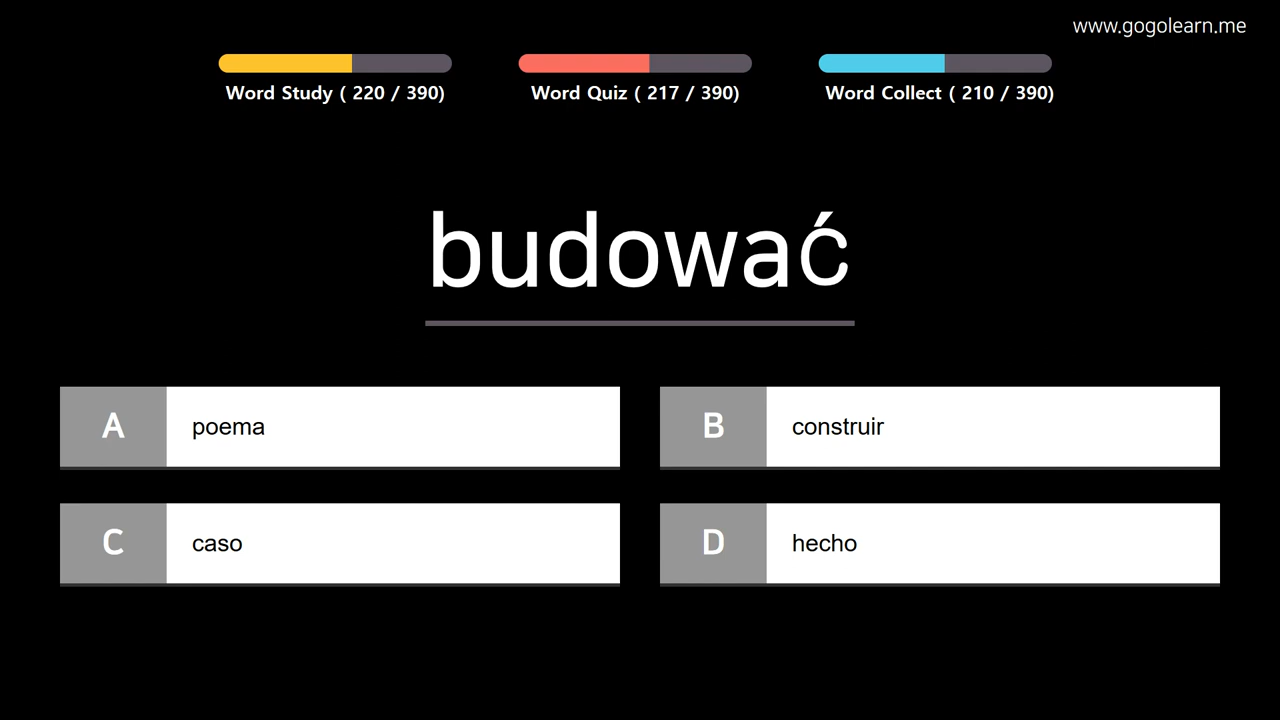 www.gogolearn.me
Word Study ( 220 / 390)
Word Quiz ( 217 / 390)
Word Collect ( 210 / 390)
budować
A poema
B construir
C caso
D hecho